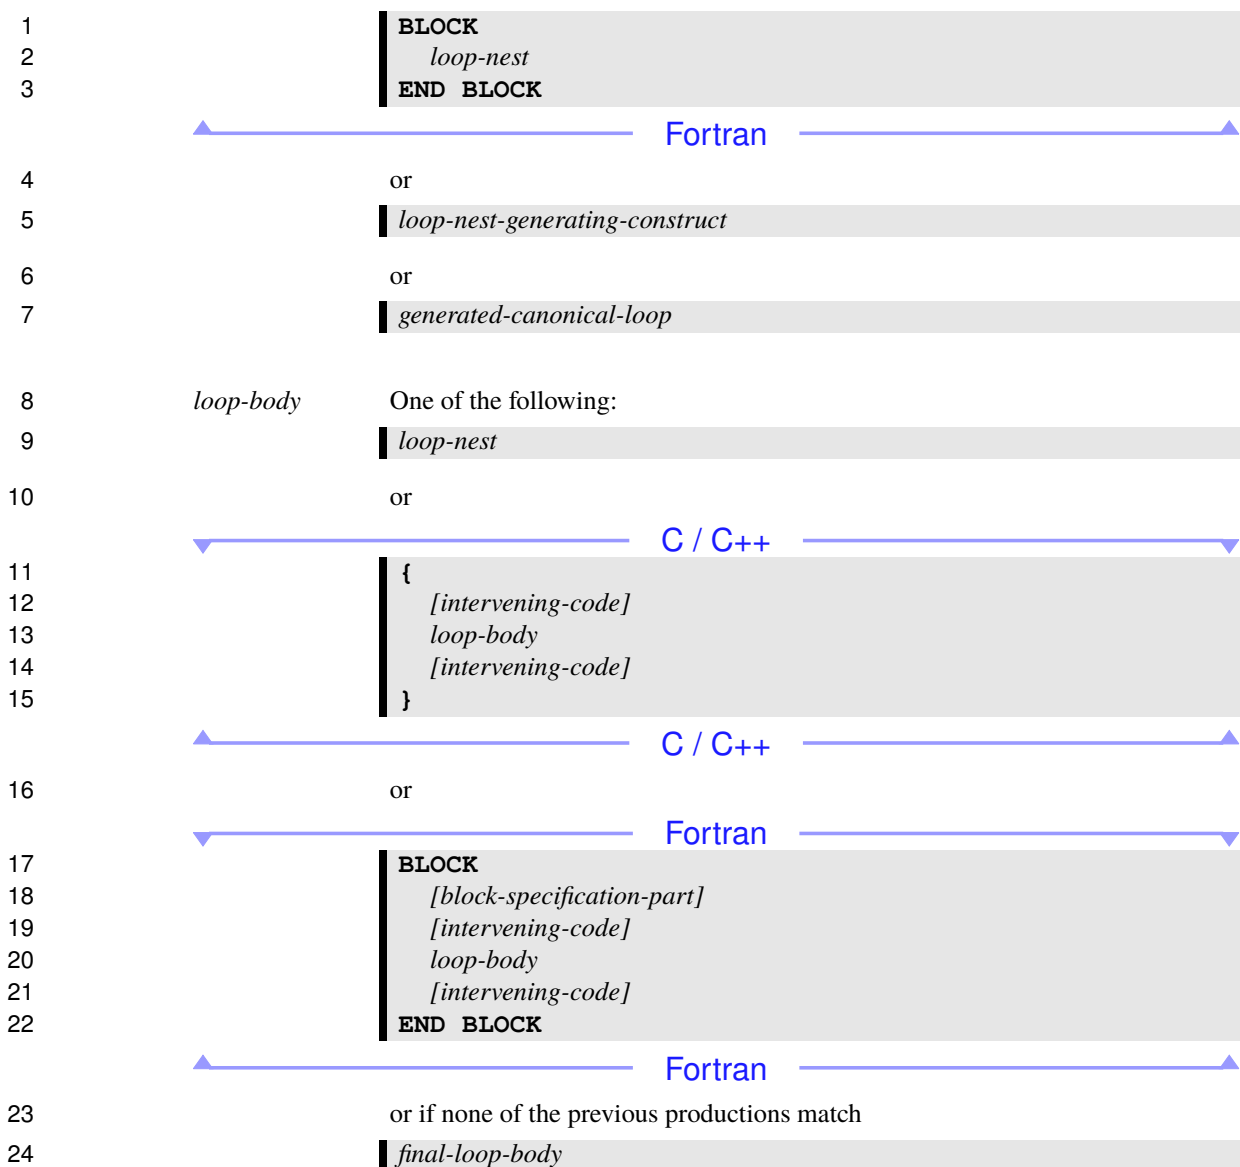 1 BLOCK
2 loop-nest
3 END BLOCK
Fortran
4 or
5 loop-nest-generating-construct
6 or
7 generated-canonical-loop
8 loop-body One of the following:
9 loop-nest
10 or
C / C++
11 {
12 [intervening-code]
13 loop-body
14 [intervening-code]
15 }
C / C++
16 or
Fortran
17 BLOCK
18 [block-specification-part]
19 [intervening-code]
20 loop-body
21 [intervening-code]
22 END BLOCK
Fortran
23 or if none of the previous productions match
24 final-loop-body